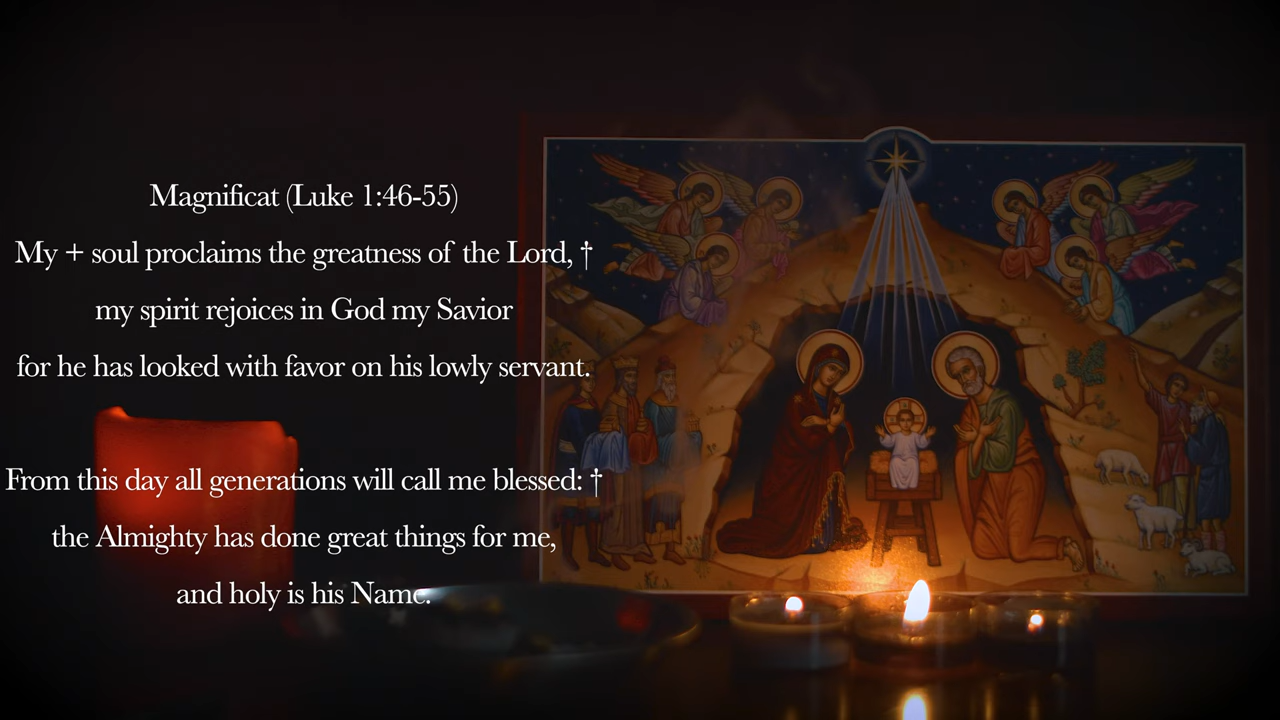 Magnificat (Luke 1:46-55)
My + soul proclaims the greatness of the Lord, †
my spirit rejoices in God my Savior
for he has looked with favor on his lowly servant.
From this day all generations will call me blessed: †
the Almighty has done great things for me,
and holy is his Name.